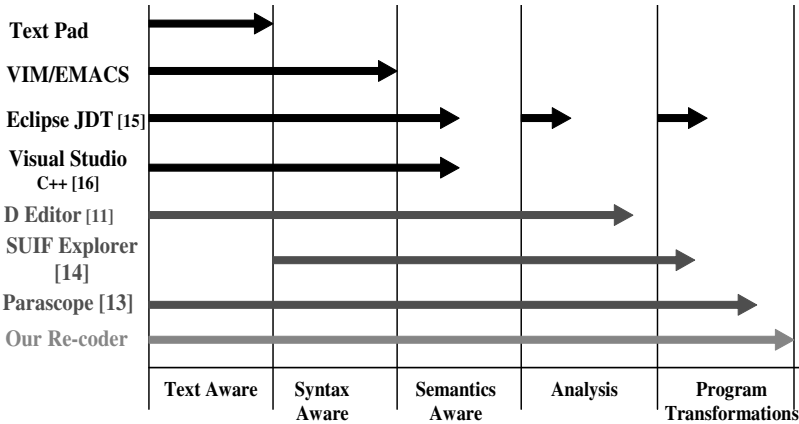 Text Pad
VIM/EMACS
Eclipse JDT [15]
Visual Studio
C++ [16]
D Editor [11]
SUIF Explorer
[14]
Parascope [13]
Our Re-coder
Text Aware
Syntax
Aware
Semantics
Aware
Analysis
Program
Transformations